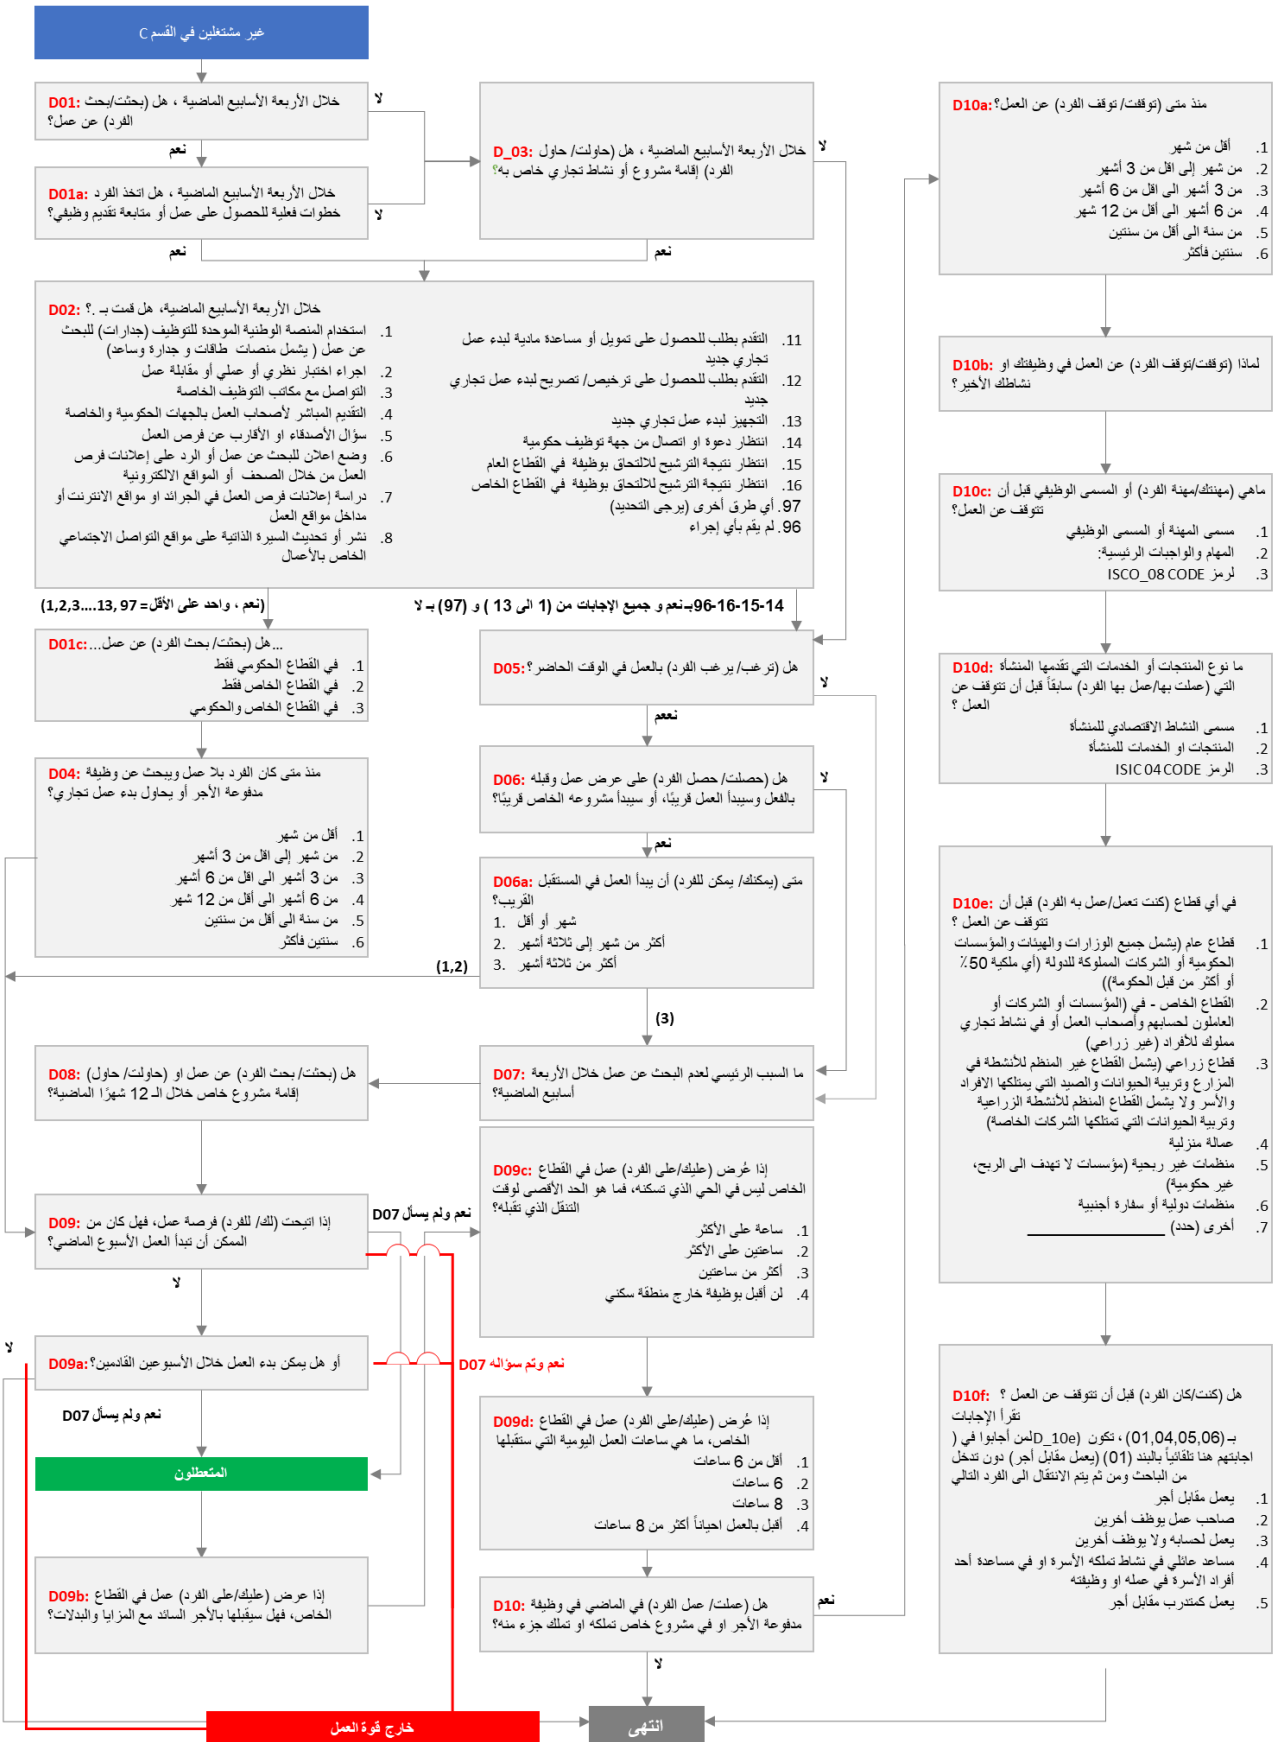 غير مشتغلين في القسم C
D01: خلال الأربعة الأسابيع الماضية ، هل (بحثت/بحث
الفرد) عن عمل؟
لا
نعم
D01a: خلال الأربعة الأسابيع الماضية ، هل اتخذ الفرد
خطوات فعلية للحصول على عمل أو متابعة تقديم وظيفي؟
لا
نعم
D_03: خلال الأربعة الأسابيع الماضية ، هل (حاولت/ حاول
الفرد) إقامة مشروع أو نشاط تجاري خاص به؟
لا
نعم
D02: خلال الأربعة الأسابيع الماضية، هل قمت بـ .؟
1. استخدام المنصة الوطنية الموحدة للتوظيف (جدارات) للبحث
عن عمل ( يشمل منصات طاقات و جدارة وساعد)
2. اجراء اختبار نظري أو عملي أو مقابلة عمل
3. التواصل مع مكاتب التوظيف الخاصة
4. التقديم المباشر لأصحاب العمل بالجهات الحكومية والخاصة
5. سؤال الأصدقاء او الأقارب عن فرص العمل
6. وضع اعلان للبحث عن عمل أو الرد على إعلانات فرص
العمل من خلال الصحف أو المواقع الالكترونية
7. دراسة إعلانات فرص العمل في الجرائد او مواقع الانترنت أو
مداخل مواقع العمل
8. نشر أو تحديث السيرة الذاتية على مواقع التواصل الاجتماعي
الخاص بالأعمال
11. التقدم بطلب للحصول على تمويل أو مساعدة مادية لبدء عمل
تجاري جديد
12. التقدم بطلب للحصول على ترخيص/ تصريح لبدء عمل تجاري
جديد
13. التجهيز لبدء عمل تجاري جديد
14. انتظار دعوة او اتصال من جهة توظيف حكومية
15. انتظار نتيجة الترشيح للالتحاق بوظيفة في القطاع العام
16. انتظار نتيجة الترشيح للالتحاق بوظيفة في القطاع الخاص
97. أي طرق أخرى (يرجى التحديد)
96. لم يقم بأي إجراء
(نعم ، واحد على الأقل= 97 ,13....1,2,3)
14-15-16-96بـ نعم و جميع الإجابات من (1 الى 13 ) و (97) بـ لا
D01c: هل (بحثت/ بحث الفرد) عن عمل...
1. في القطاع الحكومي فقط
2. في القطاع الخاص فقط
3. في القطاع الخاص والحكومي
D04: منذ متى كان الفرد بلا عمل ويبحث عن وظيفة
مدفوعة الأجر أو يحاول بدء عمل تجاري؟
1. أقل من شهر
2. من شهر إلى اقل من 3 أشهر
3. من 3 أشهر الى اقل من 6 أشهر
4. من 6 أشهر الى أقل من 12 شهر
5. من سنة الى أقل من سنتين
6. سنتين فأكثر
D05: هل (ترغب/ يرغب الفرد) بالعمل في الوقت الحاضر؟
لا
نععم
D06: هل (حصلت/ حصل الفرد) على عرض عمل وقبله
بالفعل وسيبدأ العمل قريبًا، أو سيبدأ مشروعه الخاص قريبًا؟
لا
نعم
D06a: متى (يمكنك/ يمكن للفرد) أن يبدأ العمل في المستقبل
القريب؟
1. شهر أو أقل
2. أكثر من شهر إلى ثلاثة أشهر
3. أكثر من ثلاثة أشهر
(1,2)
(3)
D07: ما السبب الرئيسي لعدم البحث عن عمل خلال الأربعة
أسابيع الماضية؟
D08: هل (بحثت/ بحث الفرد) عن عمل او (حاولت/ حاول)
إقامة مشروع خاص خلال الـ 12 شهرًا الماضية؟
D09: إذا اتيحت (لك/ للفرد) فرصة عمل، فهل كان من
الممكن أن تبدأ العمل الأسبوع الماضي؟
نعم ولم يسأل D07
لا
D09a: أو هل يمكن بدء العمل خلال الأسبوعين القادمين؟
لا
نعم وتم سؤاله D07
نعم ولم يسأل D07
المتعطلون
D09b: إذا عرض (عليك/على الفرد) عمل في القطاع
الخاص، فهل سيقبلها بالأجر السائد مع المزايا والبدلات؟
D09c: إذا عُرض (عليك/على الفرد) عمل في القطاع
الخاص ليس في الحي الذي تسكنه، فما هو الحد الأقصى لوقت
التنقل الذي تقبله؟
1. ساعة على الأكثر
2. ساعتين على الأكثر
3. أكثر من ساعتين
4. لن أقبل بوظيفة خارج منطقة سكني
D09d: إذا عُرض (عليك/على الفرد) عمل في القطاع
الخاص، ما هي ساعات العمل اليومية التي ستقبلها
1. أقل من 6 ساعات
2. 6 ساعات
3. 8 ساعات
4. أقبل بالعمل احياناً أكثر من 8 ساعات
D10: هل (عملت/ عمل الفرد) في الماضي في وظيفة
مدفوعة الأجر او في مشروع خاص تملكه او تملك جزء منه؟
نعم
لا
خارج قوة العمل
انتهى
D10a: منذ متى (توقفت/ توقف الفرد) عن العمل؟
1. أقل من شهر
2. من شهر إلى اقل من 3 أشهر
3. من 3 أشهر الى اقل من 6 أشهر
4. من 6 أشهر الى أقل من 12 شهر
5. من سنة الى أقل من سنتين
6. سنتين فأكثر
D10b: لماذا (توقفت/توقف الفرد) عن العمل في وظيفتك او
نشاطك الأخير؟
D10c: ماهي (مهنتك/مهنة الفرد) أو المسمى الوظيفي قبل أن
تتوقف عن العمل؟
1. مسمى المهنة أو المسمى الوظيفي
2. المهام والواجبات الرئيسية:
3. لرمز ISCO_08 CODE
D10d: ما نوع المنتجات أو الخدمات التي تقدمها المنشأة
التي (عملت بها/عمل بها الفرد) سابقاً قبل أن تتوقف عن
العمل ؟
1. مسمى النشاط الاقتصادي للمنشأة
2. المنتجات او الخدمات للمنشأة
3. الرمز ISIC 04 CODE
D10e: في أي قطاع (كنت تعمل/عمل به الفرد) قبل أن
تتوقف عن العمل ؟
1. قطاع عام (يشمل جميع الوزارات والهيئات والمؤسسات
الحكومية أو الشركات المملوكة للدولة (أي ملكية 50٪
أو أكثر من قبل الحكومة))
2. القطاع الخاص - في (المؤسسات أو الشركات أو
العاملون لحسابهم وأصحاب العمل أو في نشاط تجاري
مملوك للأفراد (غير زراعي)
3. قطاع زراعي (يشمل القطاع غير المنظم للأنشطة في
المزارع وتربية الحيوانات والصيد التي يمتلكها الافراد
والأسر ولا يشمل القطاع المنظم للأنشطة الزراعية
وتربية الحيوانات التي تمتلكها الشركات الخاصة)
4. عمالة منزلية
5. منظمات غير ربحية (مؤسسات لا تهدف الى الربح،
غير حكومية)
6. منظمات دولية أو سفارة أجنبية
7. أخرى (حدد) ________________
D10f: هل (كنت/كان الفرد) قبل أن تتوقف عن العمل ؟
تقرأ الإجابات
لمن أجابوا في (D_10e) بـ (01,04,05,06) ، تكون
اجابتهم هنا تلقائياً بالبند (01) (يعمل مقابل أجر) دون تدخل
من الباحث ومن ثم يتم الانتقال الى الفرد التالي
1. يعمل مقابل أجر
2. صاحب عمل يوظف أخرين
3. يعمل لحسابه ولا يوظف أخرين
4. مساعد عائلي في نشاط تملكه الأسرة او في مساعدة أحد
أفراد الأسرة في عمله او وظيفته
5. يعمل كمتدرب مقابل أجر